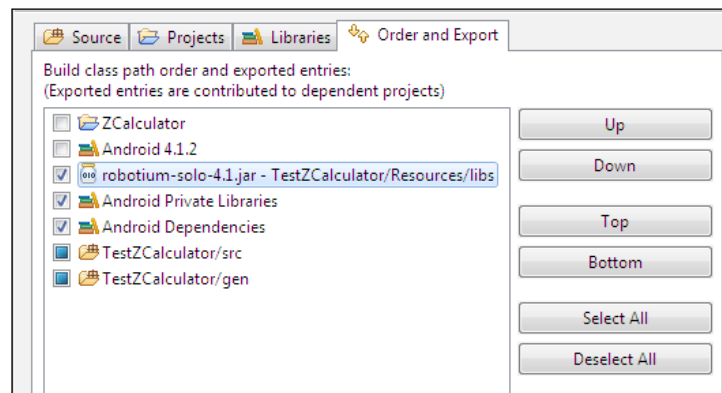 Source Projects Libraries Order and Export
Build class path order and exported entries:
(Exported entries are contributed to dependent projects)
ZCalculator
Android 4.1.2
robotium-solo-4.1.jar - TestZCalculator/Resources/libs
Android Private Libraries
Android Dependencies
TestZCalculator/src
TestZCalculator/gen
Up
Down
Top
Bottom
Select All
Deselect All